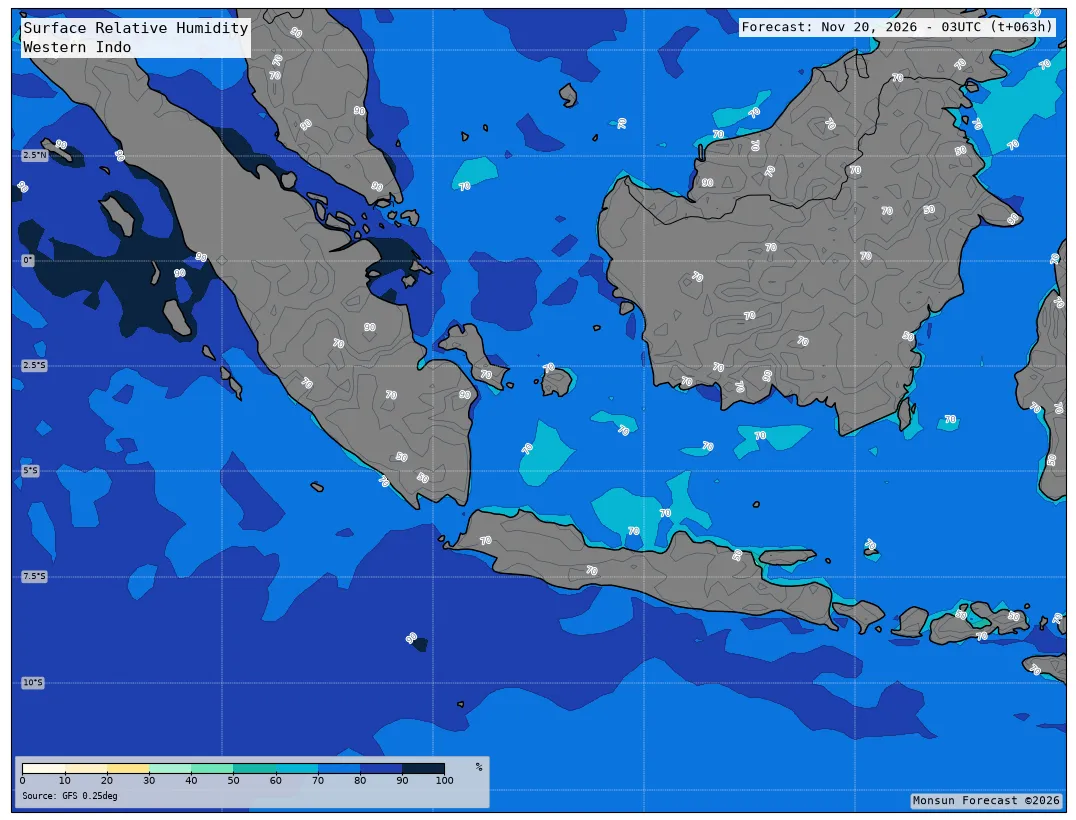 Surface Relative Humidity
Western Indo
Forecast: Nov 20, 2026 - 03UTC (t+063h)
2.5°N
0°
2.5°S
5°S
7.5°S
10°S
0 10 20 30 40 50 60 70 80 90 100 %
Source: GFS 0.25deg
Monsun Forecast ©2026